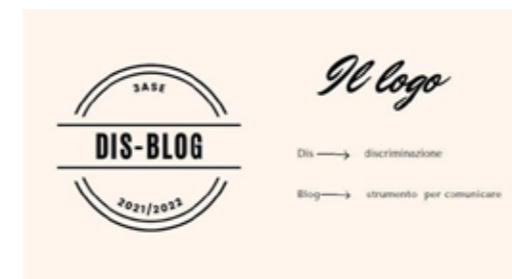 3ASE
DIS-BLOG
2021/2022
Il logo
Dis → discriminazione
Blog → strumento per comunicare